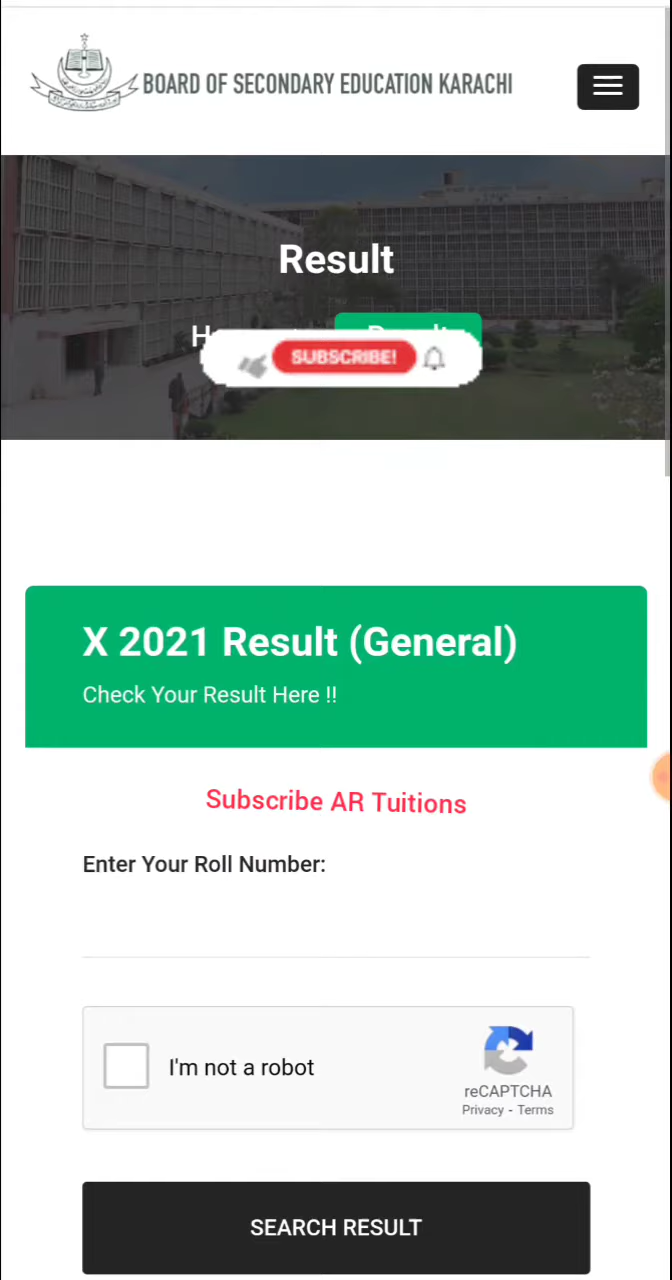 BOARD OF SECONDARY EDUCATION KARACHI
Result
SUBSCRIBE!
X 2021 Result (General)
Check Your Result Here !!
Subscribe AR Tuitions
Enter Your Roll Number:
I'm not a robot
reCAPTCHA
Privacy - Terms
SEARCH RESULT